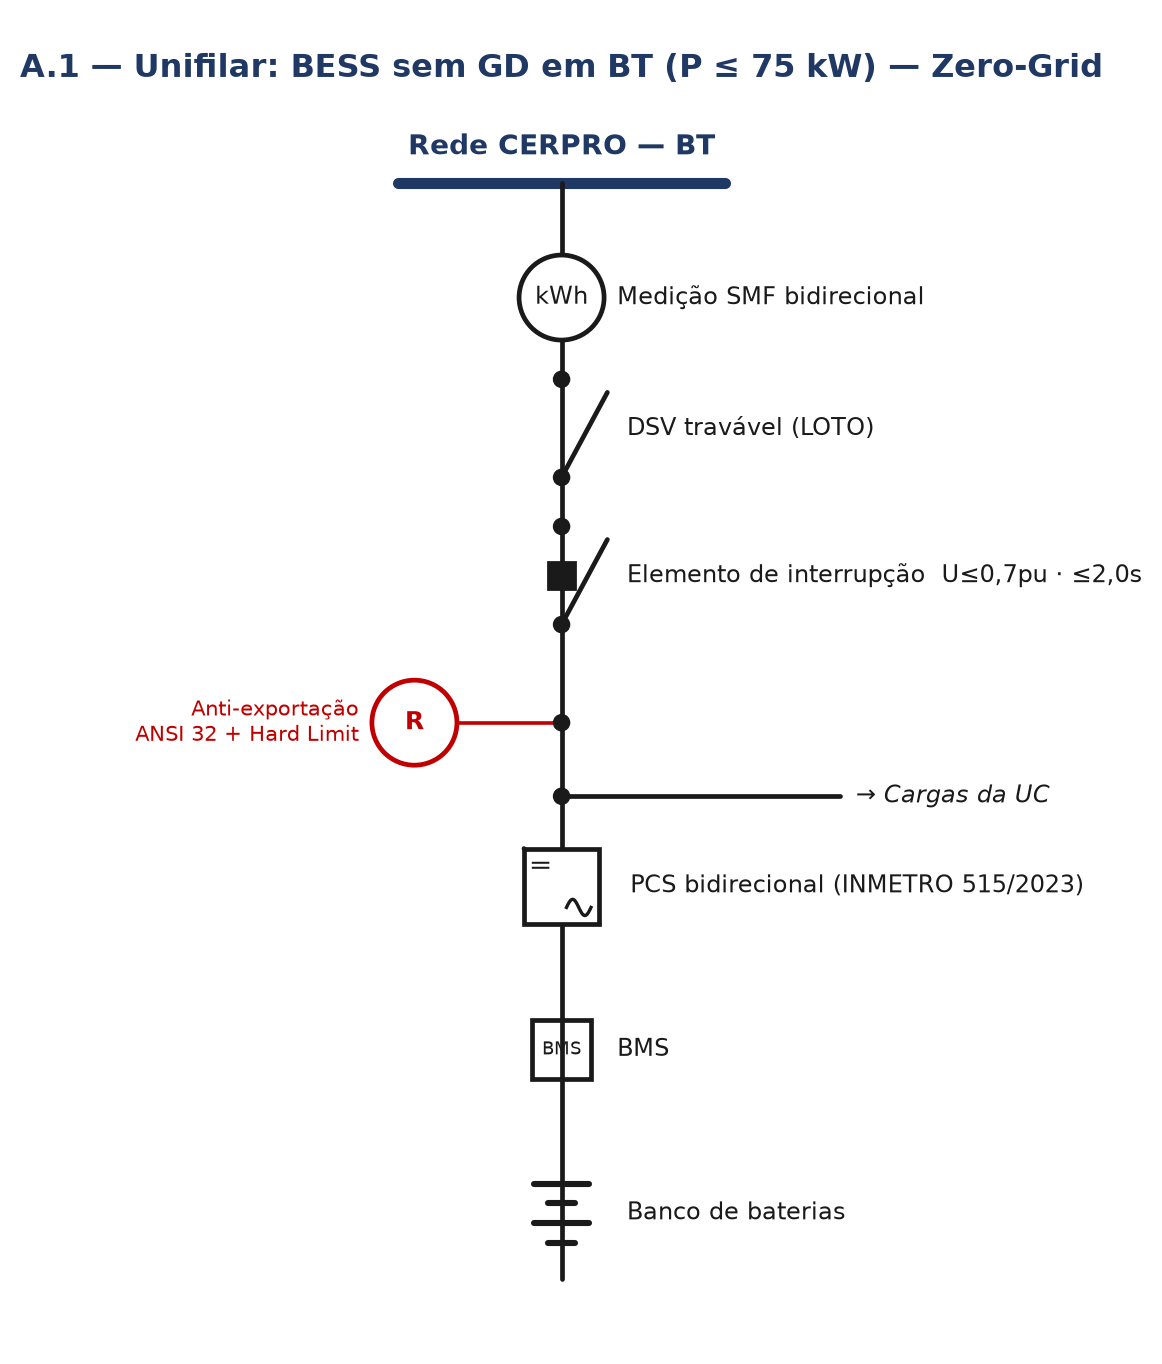 A.1 — Unifilar: BESS sem GD em BT (P ≤ 75 kW) — Zero-Grid
Rede CERPRO — BT
kWh
Medição SMF bidirecional
DSV travável (LOTO)
Elemento de interrupção  U≤0,7pu · ≤2,0s
Anti-exportação
ANSI 32 + Hard Limit
R
→ Cargas da UC
PCS bidirecional (INMETRO 515/2023)
BMS
BMS
Banco de baterias